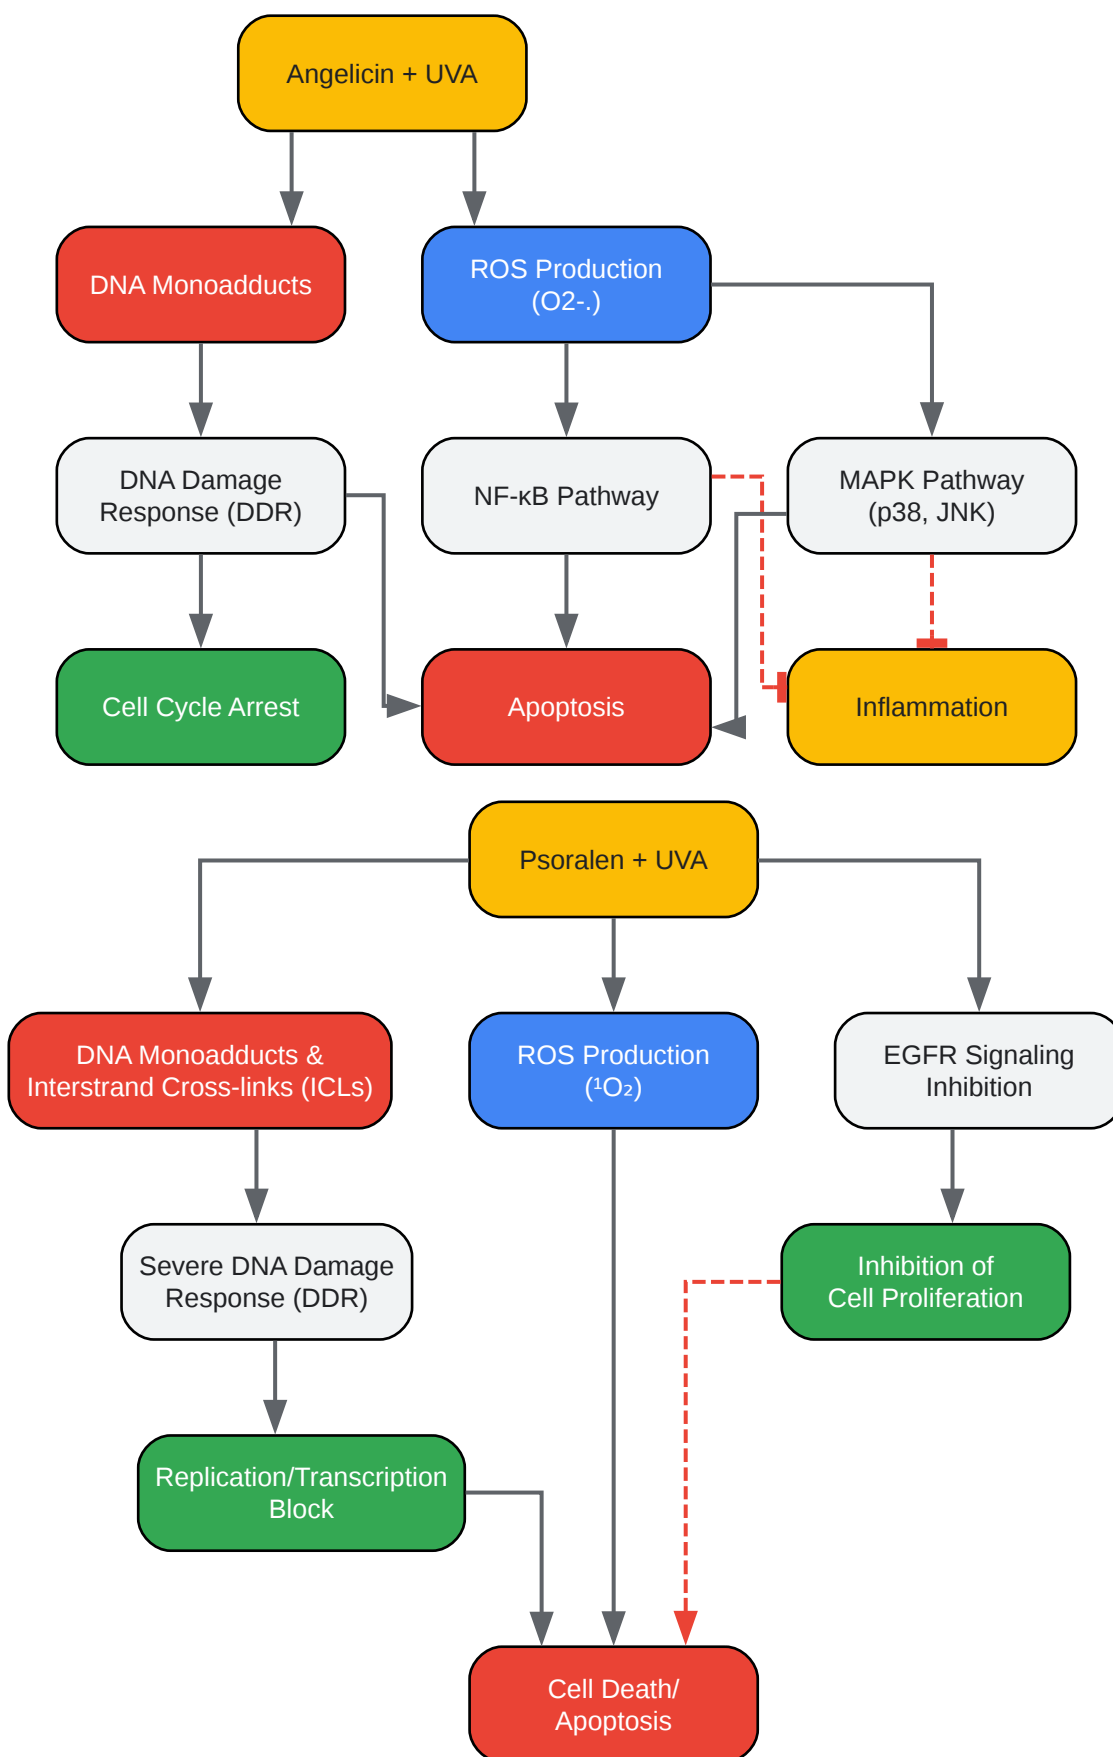 Angelicin + UVA
DNA Monoadducts
ROS Production
(O2-.)
DNA Damage
Response (DDR)
NF-κB Pathway
MAPK Pathway
(p38, JNK)
Cell Cycle Arrest
Apoptosis
Inflammation
Psoralen + UVA
DNA Monoadducts &
Interstrand Cross-links (ICLs)
ROS Production
(¹O₂)
EGFR Signaling
Inhibition
Severe DNA Damage
Response (DDR)
Inhibition of
Cell Proliferation
Replication/Transcription
Block
Cell Death/
Apoptosis